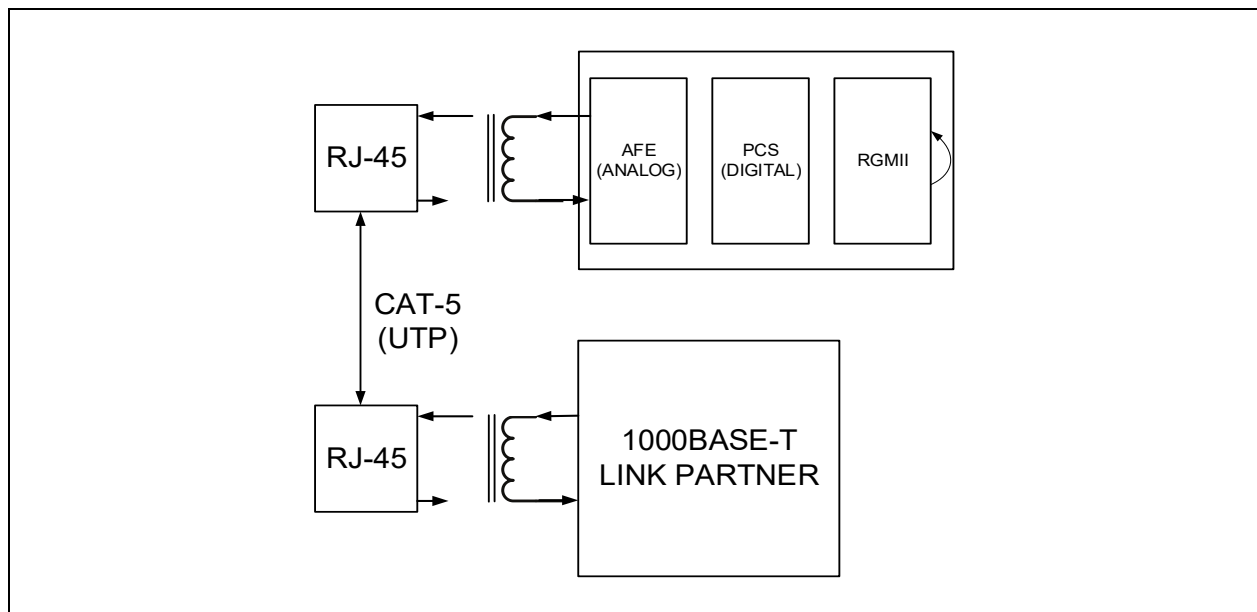 RJ-45
AFE
(ANALOG)
PCS
(DIGITAL)
RGMII
CAT-5
(UTP)
RJ-45
1000BASE-T
LINK PARTNER